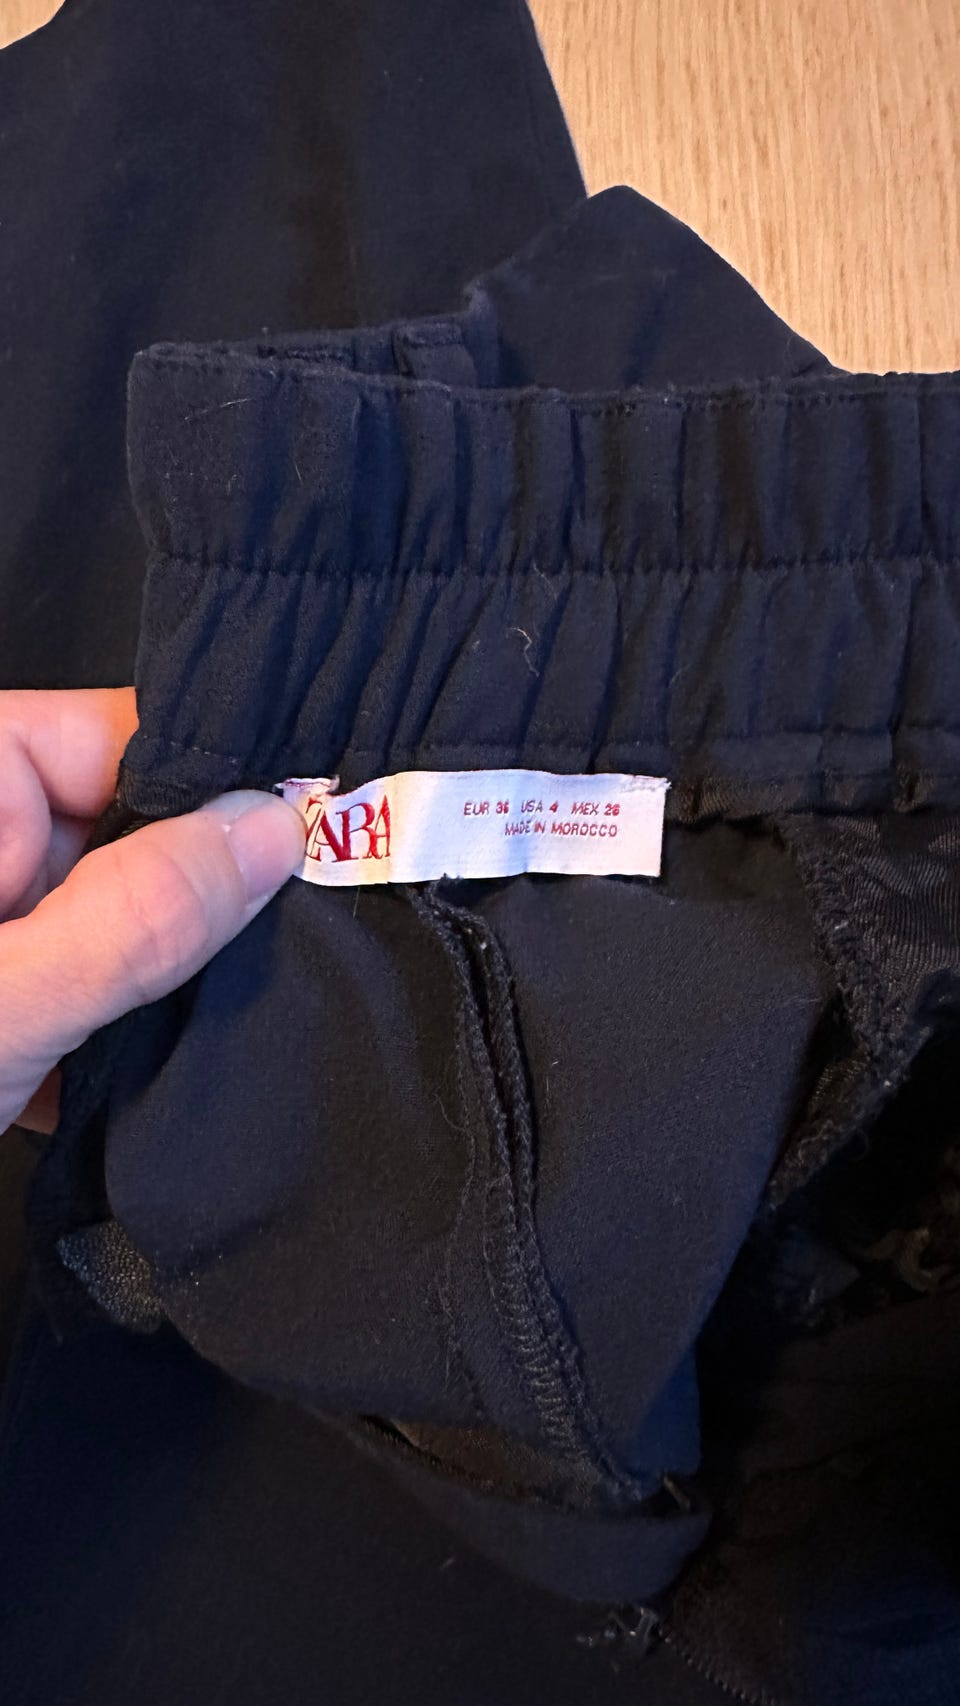 ZARA
EUR 36 USA 4 MEX 26
MADE IN MOROCCO